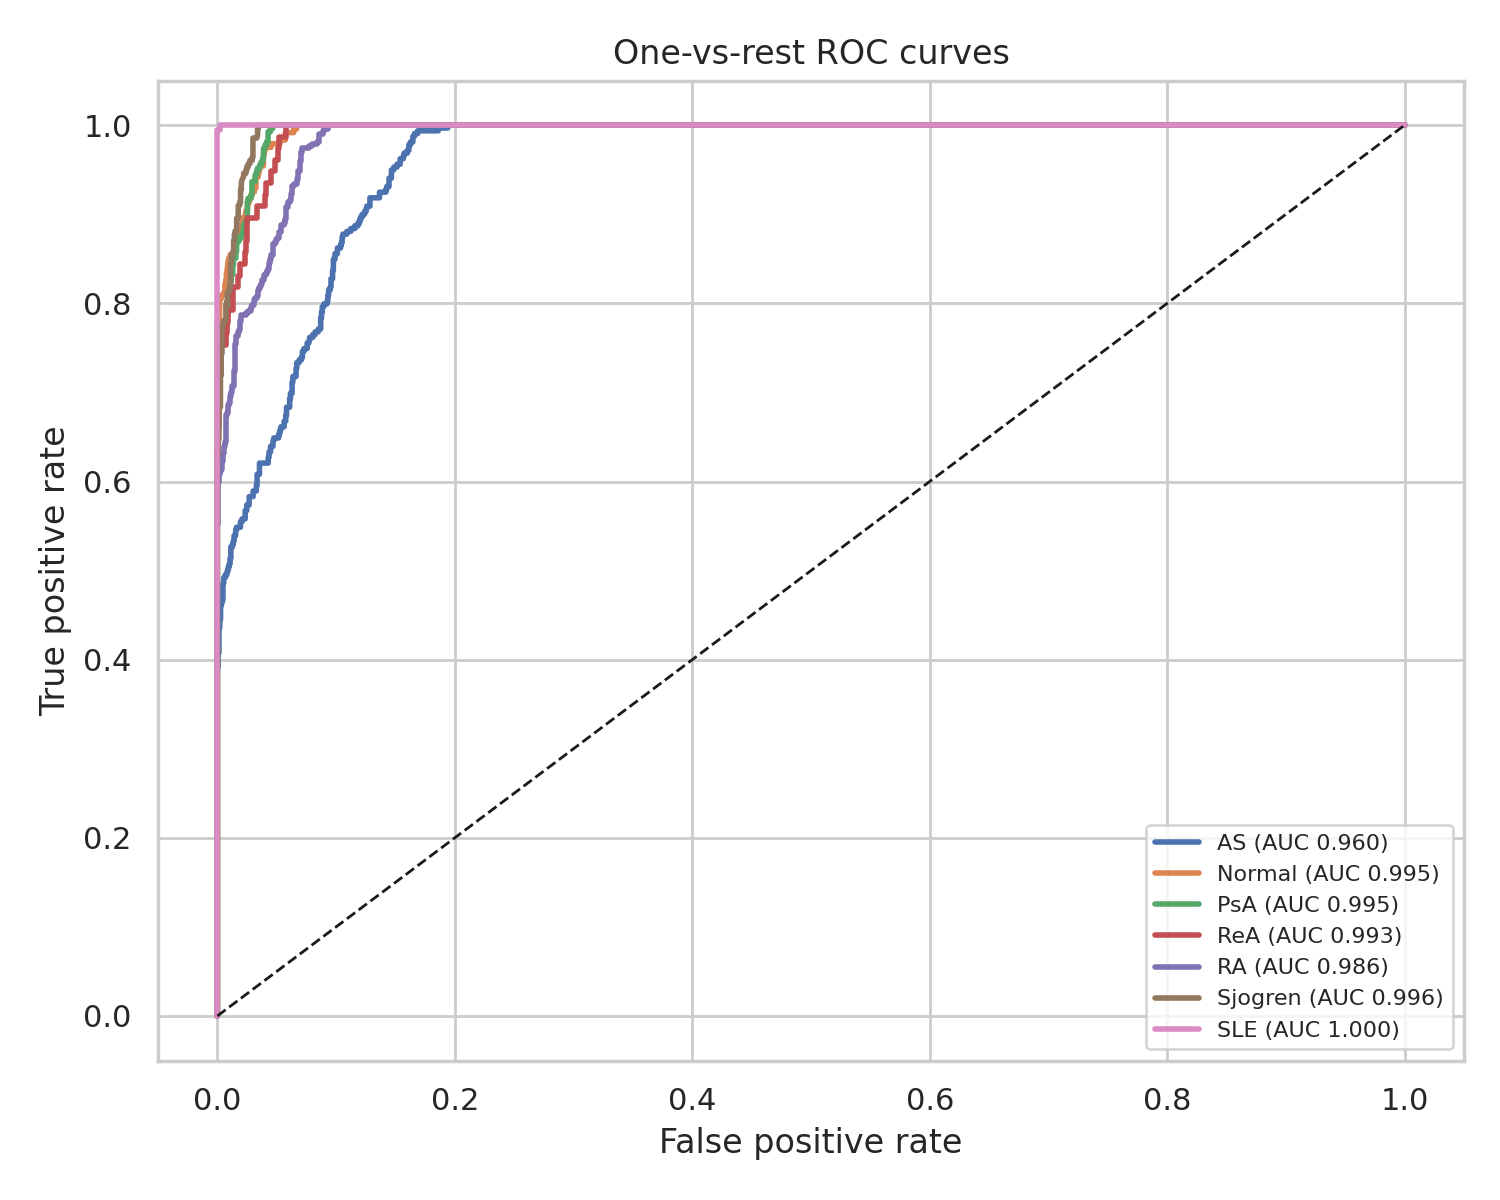 One-vs-rest ROC curves
True positive rate
1.0
0.8
0.6
0.4
0.2
0.0
0.0 0.2 0.4 0.6 0.8 1.0
False positive rate
AS (AUC 0.960)
Normal (AUC 0.995)
PsA (AUC 0.995)
ReA (AUC 0.993)
RA (AUC 0.986)
Sjogren (AUC 0.996)
SLE (AUC 1.000)